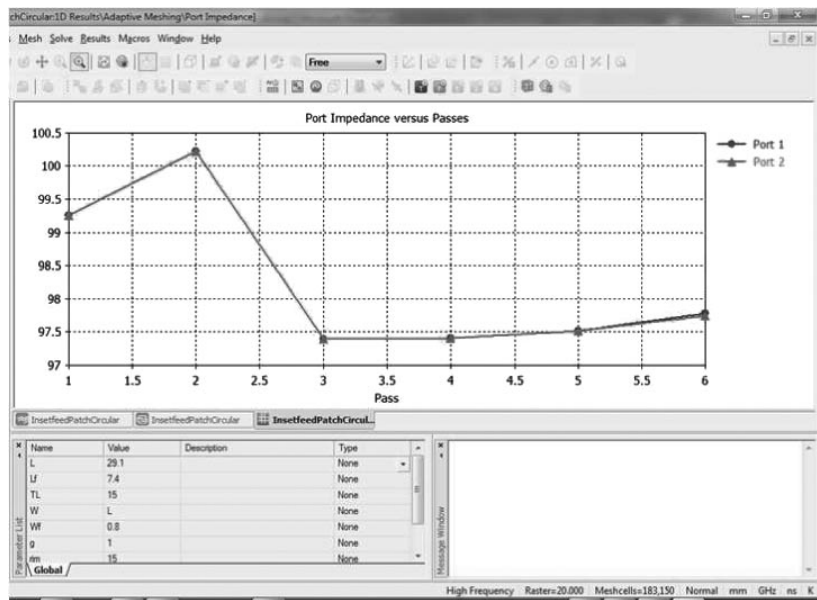 chCircular:1D Results\Adaptive Meshing\Port Impedance]
Mesh Solve Results Macros Window Help
Free
Port Impedance versus Passes
100.5
100
99.5
99
98.5
98
97.5
97
1 1.5 2 2.5 3 3.5 4 4.5 5 5.5 6
Pass
Port 1
Port 2
InsetfeedPatchCircular InsetfeedPatchCircular InsetfeedPatchCircul...
Name Value Description Type
L 29.1 None
Lf 7.4 None
TL 15 None
W L None
Wf 0.8 None
g 1 None
rim 15 None
Global
Parameter List
Message Window
High Frequency Raster=20.000 Meshcells=183,150 Normal mm GHz ns K